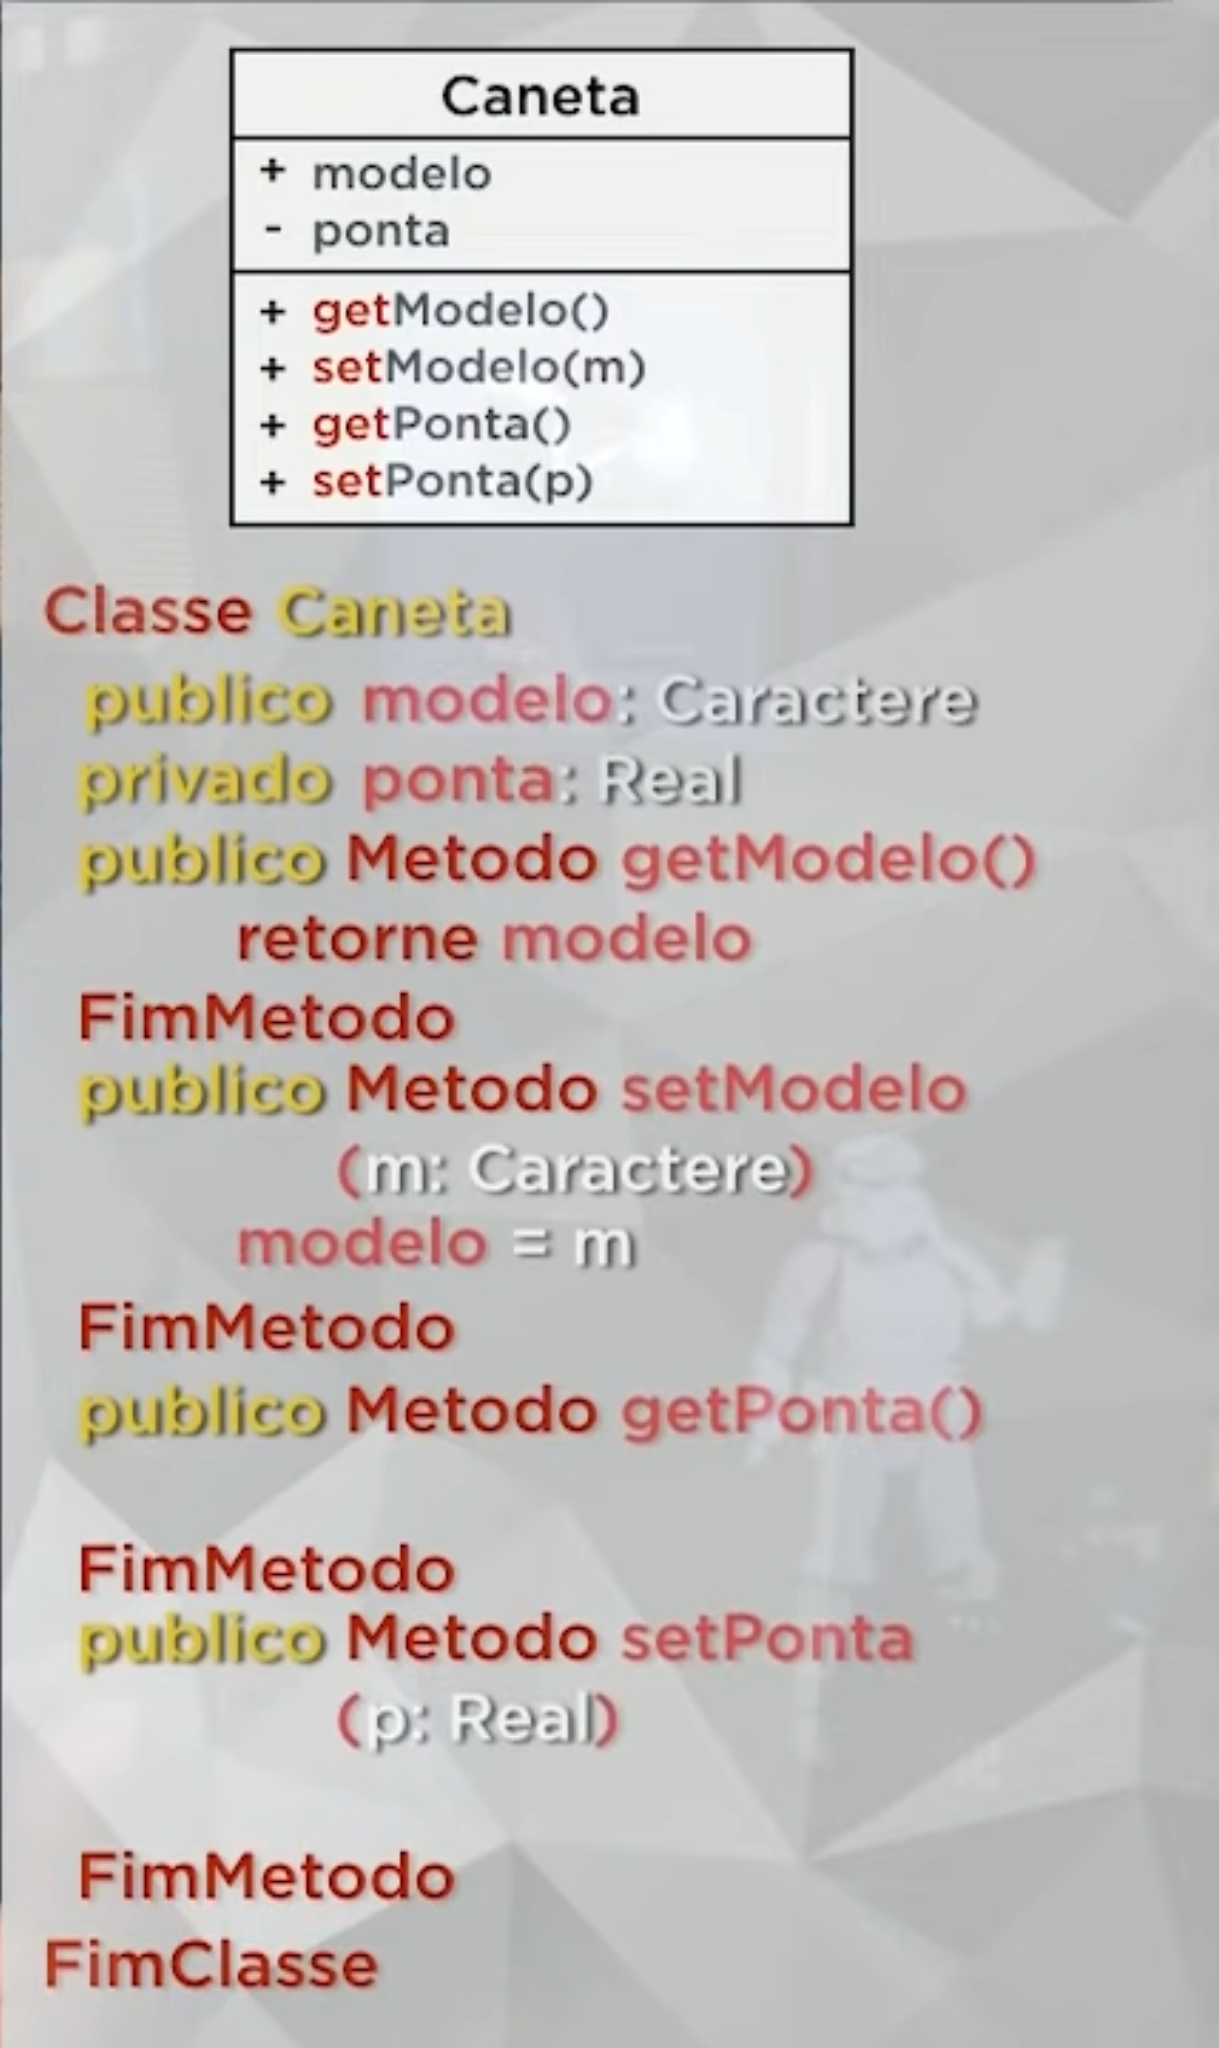 Caneta
+ modelo
- ponta
+ getModelo()
+ setModelo(m)
+ getPonta()
+ setPonta(p)
Classe Caneta
publico modelo: Caractere
privado ponta: Real
publico Metodo getModelo()
retorne modelo
FimMetodo
publico Metodo setModelo
(m: Caractere)
modelo = m
FimMetodo
publico Metodo getPonta()
FimMetodo
publico Metodo setPonta
(p: Real)
FimMetodo
FimClasse